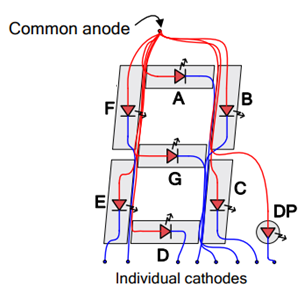 Common anode
A
F
B
G
E
C
D
DP
Individual cathodes